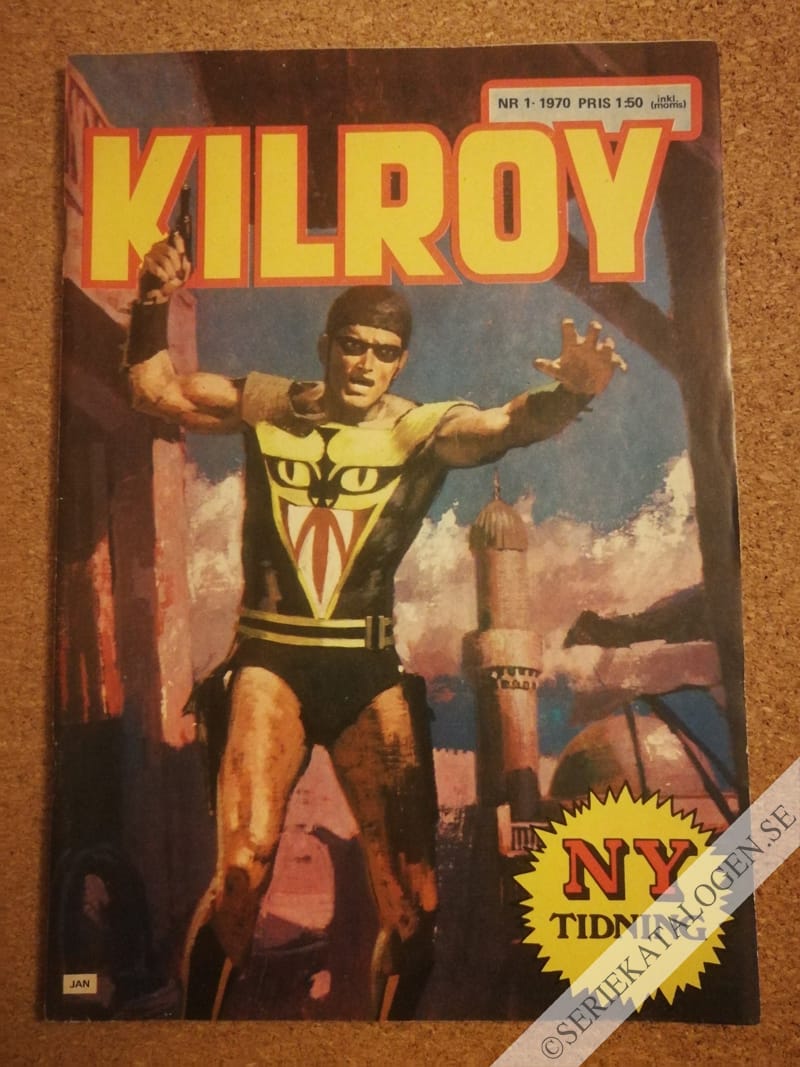 NR 1 · 1970 PRIS 1:50 inkl. (moms)
KILROY
NY
TIDNING
JAN
©SERIEKATALOGEN.SE